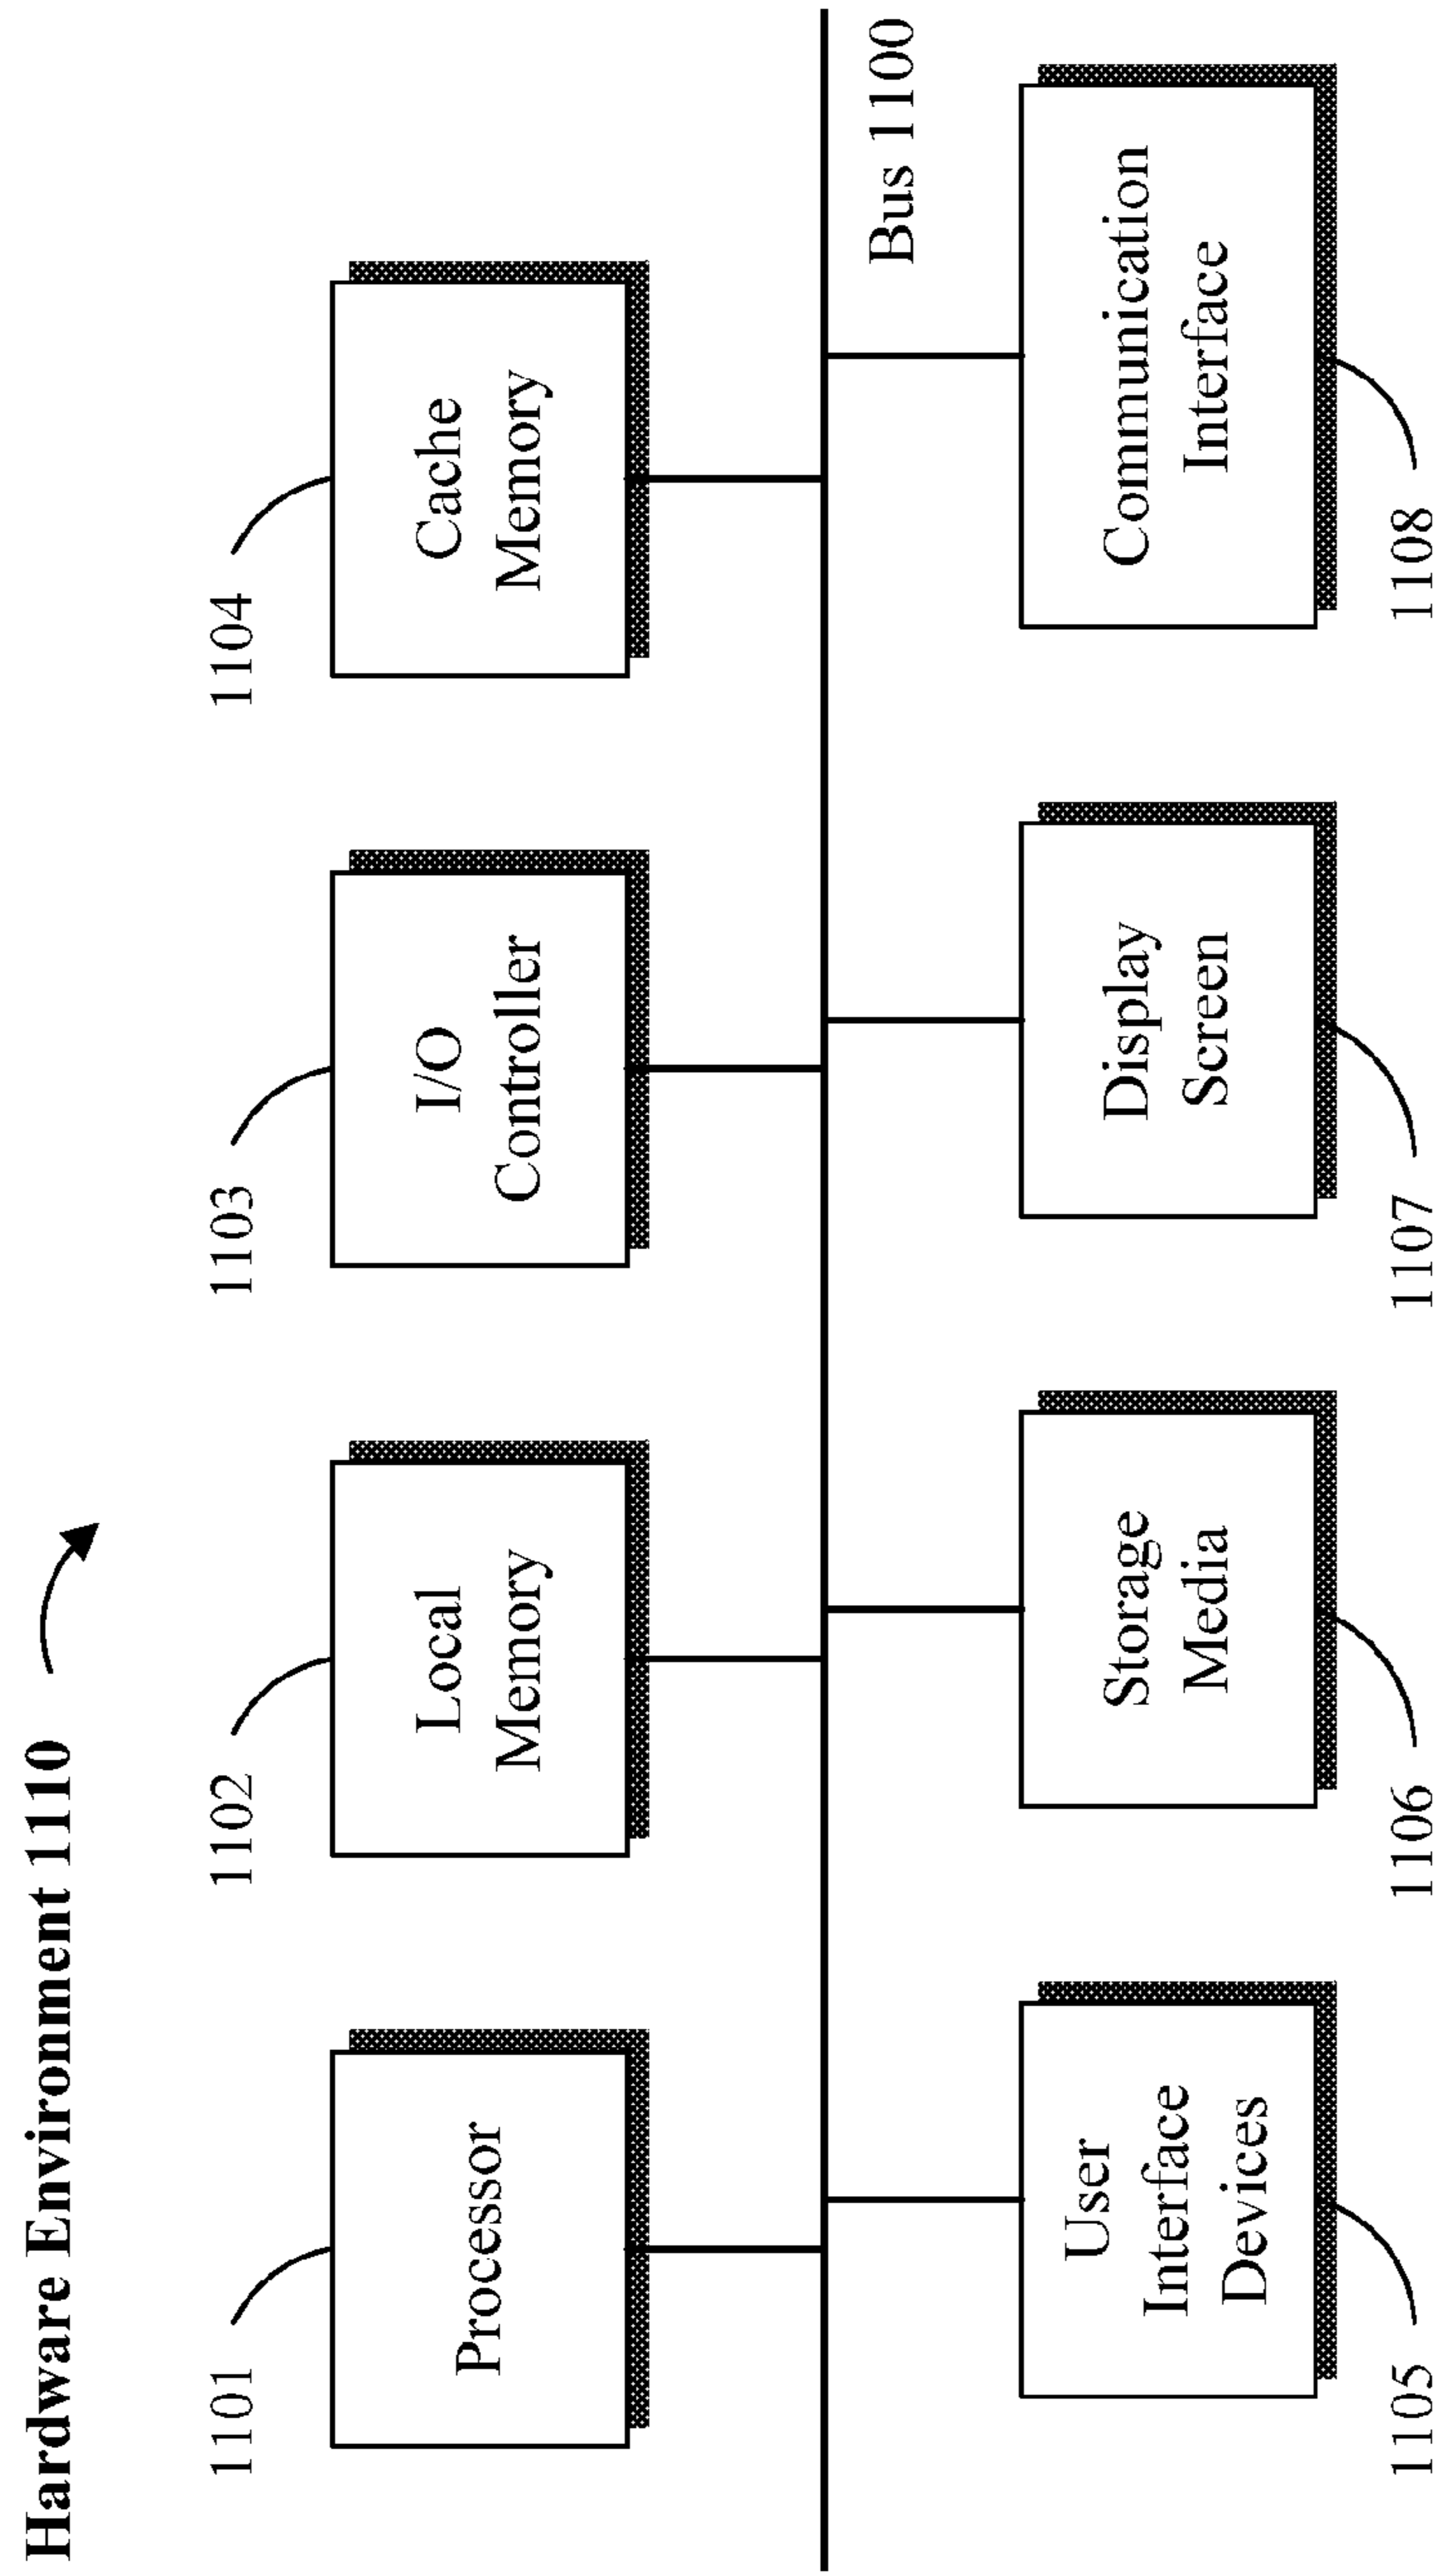 Hardware Environment 1110
1101
1102
1103
1104
Processor
Local
Memory
I/O
Controller
Cache
Memory
Bus 1100
User
Interface
Devices
Storage
Media
Display
Screen
Communication
Interface
1105
1106
1107
1108